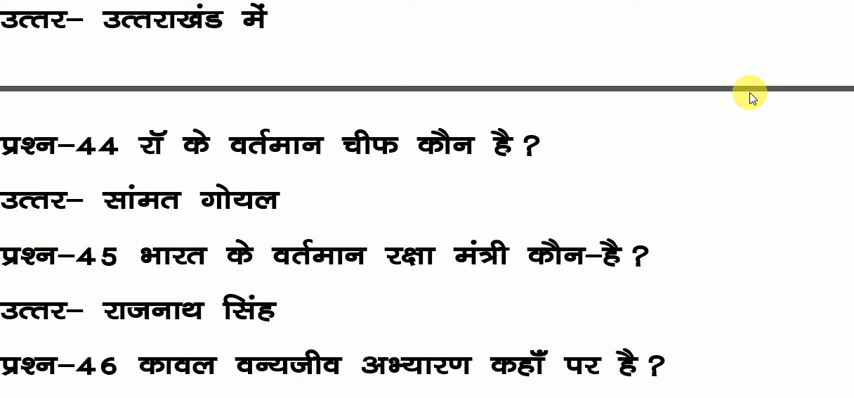 उत्तर– उत्तराखंड में
प्रश्न–44 रॉ के वर्तमान चीफ कौन है ?
उत्तर– सांमत गोयल
प्रश्न–45 भारत के वर्तमान रक्षा मंत्री कौन–है ?
उत्तर– राजनाथ सिंह
प्रश्न–46 कावल वन्यजीव अभ्यारण कहाँ पर है ?